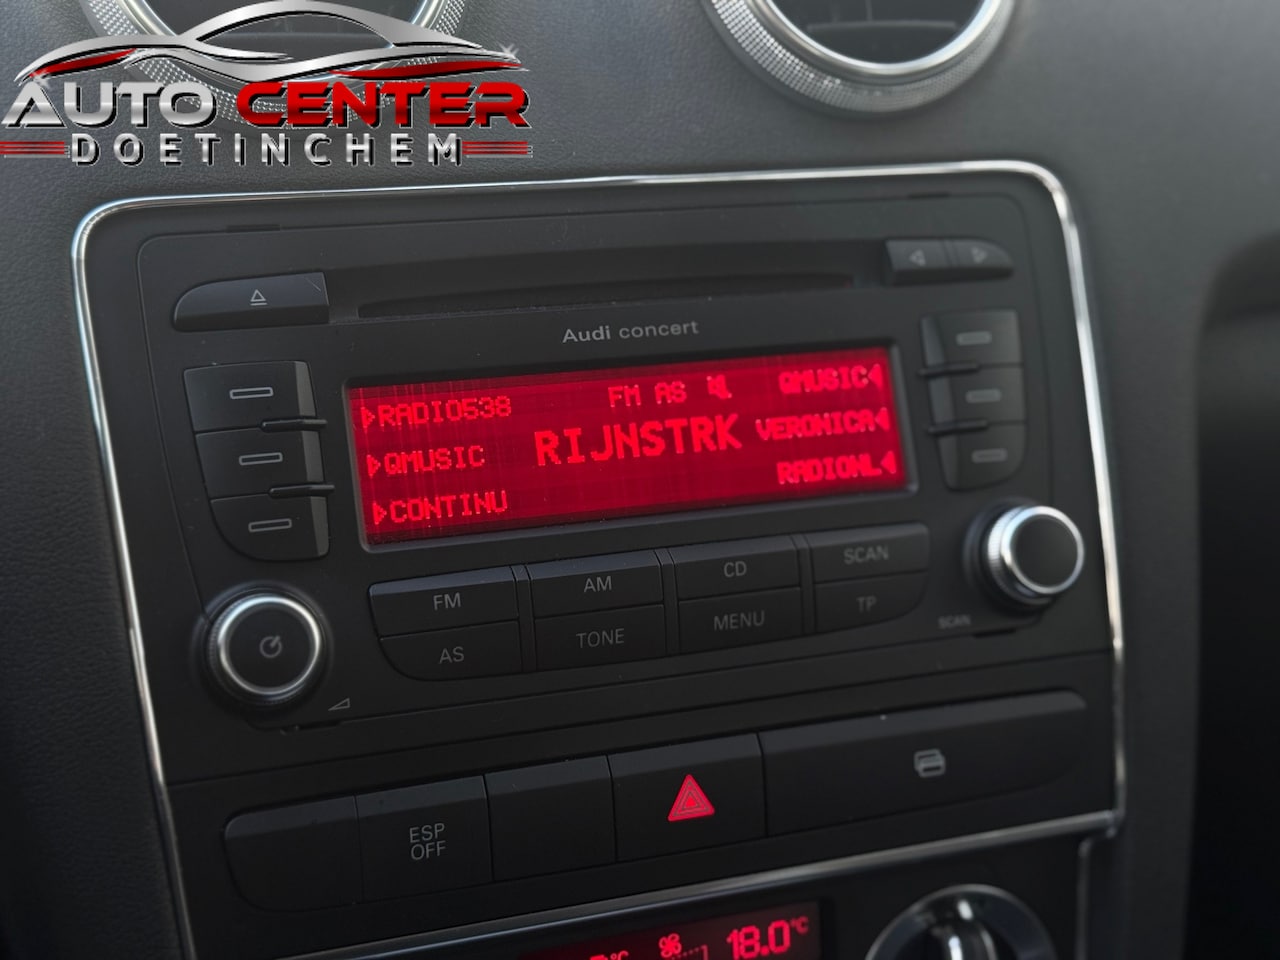 AUTO CENTER
DOETINCHEM
Audi concert
RADIO538
FM AS
QMUSIC
QMUSIC
RIJNSTRK
VERONICA
CONTINU
RADIONL
FM
AM
CD
SCAN
AS
TONE
MENU
TP
SCAN
ESP
OFF
18.0°C